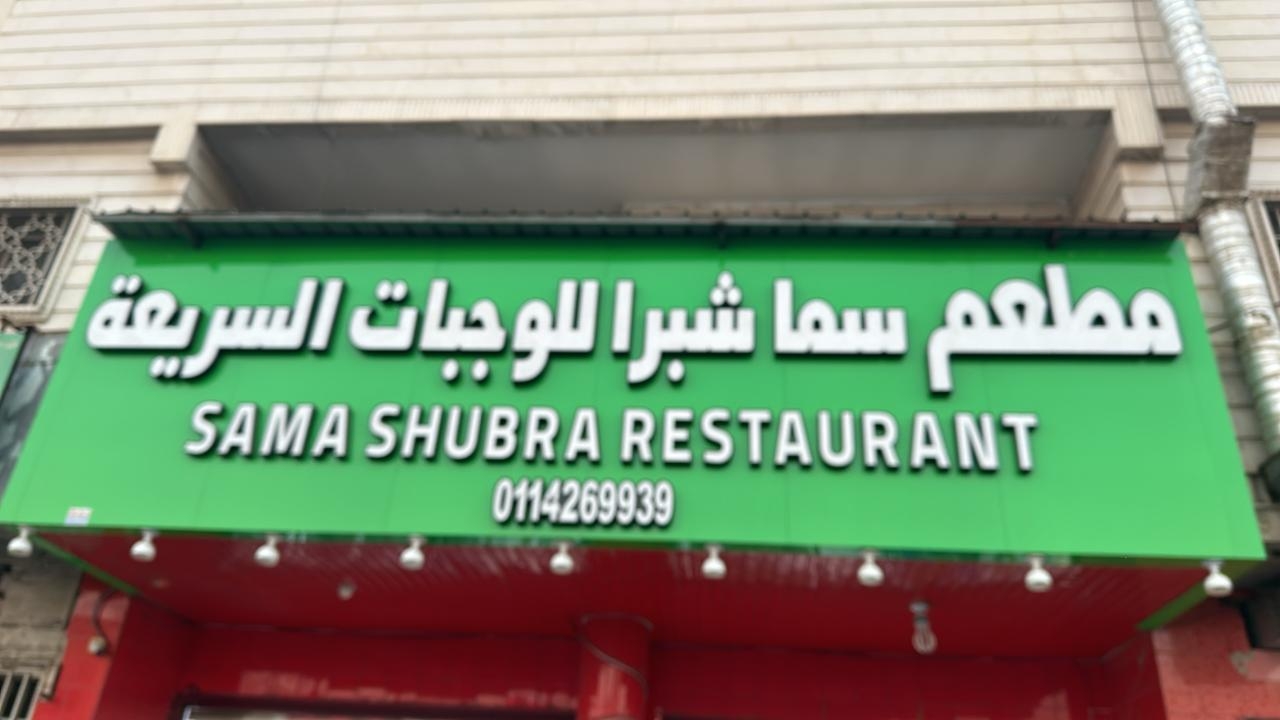 مطعم سما شبرا للوجبات السريعة
SAMA SHUBRA RESTAURANT
0114269939